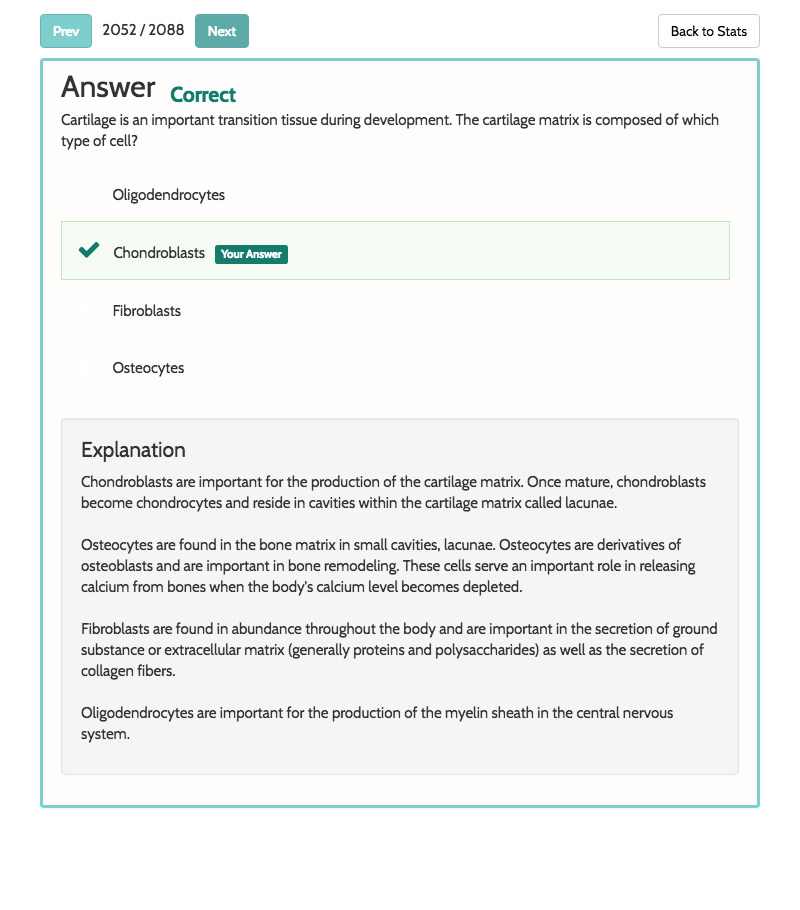 Prev 2052 / 2088 Next Back to Stats
Answer Correct
Cartilage is an important transition tissue during development. The cartilage matrix is composed of which
type of cell?
Oligodendrocytes
Chondroblasts Your Answer
Fibroblasts
Osteocytes
Explanation
Chondroblasts are important for the production of the cartilage matrix. Once mature, chondroblasts
become chondrocytes and reside in cavities within the cartilage matrix called lacunae.
Osteocytes are found in the bone matrix in small cavities, lacunae. Osteocytes are derivatives of
osteoblasts and are important in bone remodeling. These cells serve an important role in releasing
calcium from bones when the body's calcium level becomes depleted.
Fibroblasts are found in abundance throughout the body and are important in the secretion of ground
substance or extracellular matrix (generally proteins and polysaccharides) as well as the secretion of
collagen fibers.
Oligodendrocytes are important for the production of the myelin sheath in the central nervous
system.